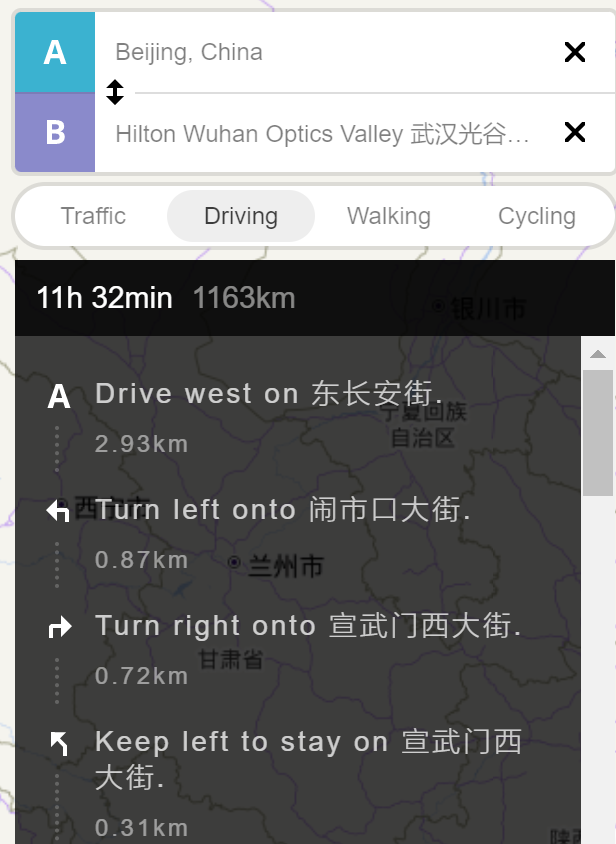 A
Beijing, China
B
Hilton Wuhan Optics Valley 武汉光谷…
Traffic Driving Walking Cycling
11h 32min 1163km
银川市
A Drive west on 东长安街.
宁夏回族
自治区
2.93km
西宁市
Turn left onto 闹市口大街.
0.87km
兰州市
Turn right onto 宣武门西大街.
甘肃省
0.72km
Keep left to stay on 宣武门西
大街.
0.31km